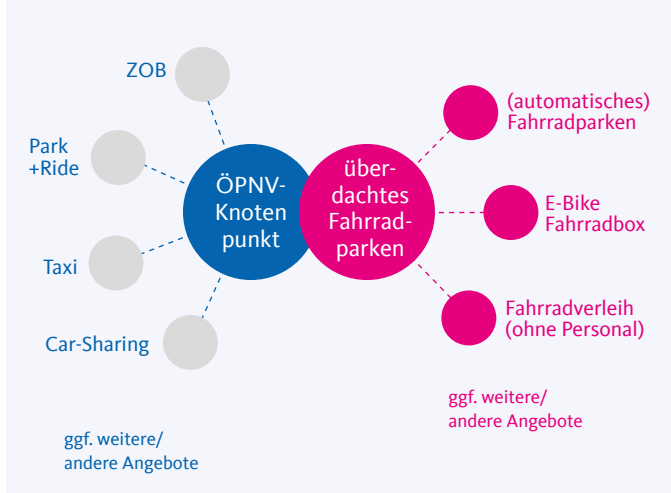 ZOB
Park
+Ride
Taxi
Car-Sharing
ÖPNV-
Knoten
punkt
über-
dachtes
Fahrrad-
parken
(automatisches)
Fahrradparken
E-Bike
Fahrradbox
Fahrradverleih
(ohne Personal)
ggf. weitere/
andere Angebote
ggf. weitere/
andere Angebote